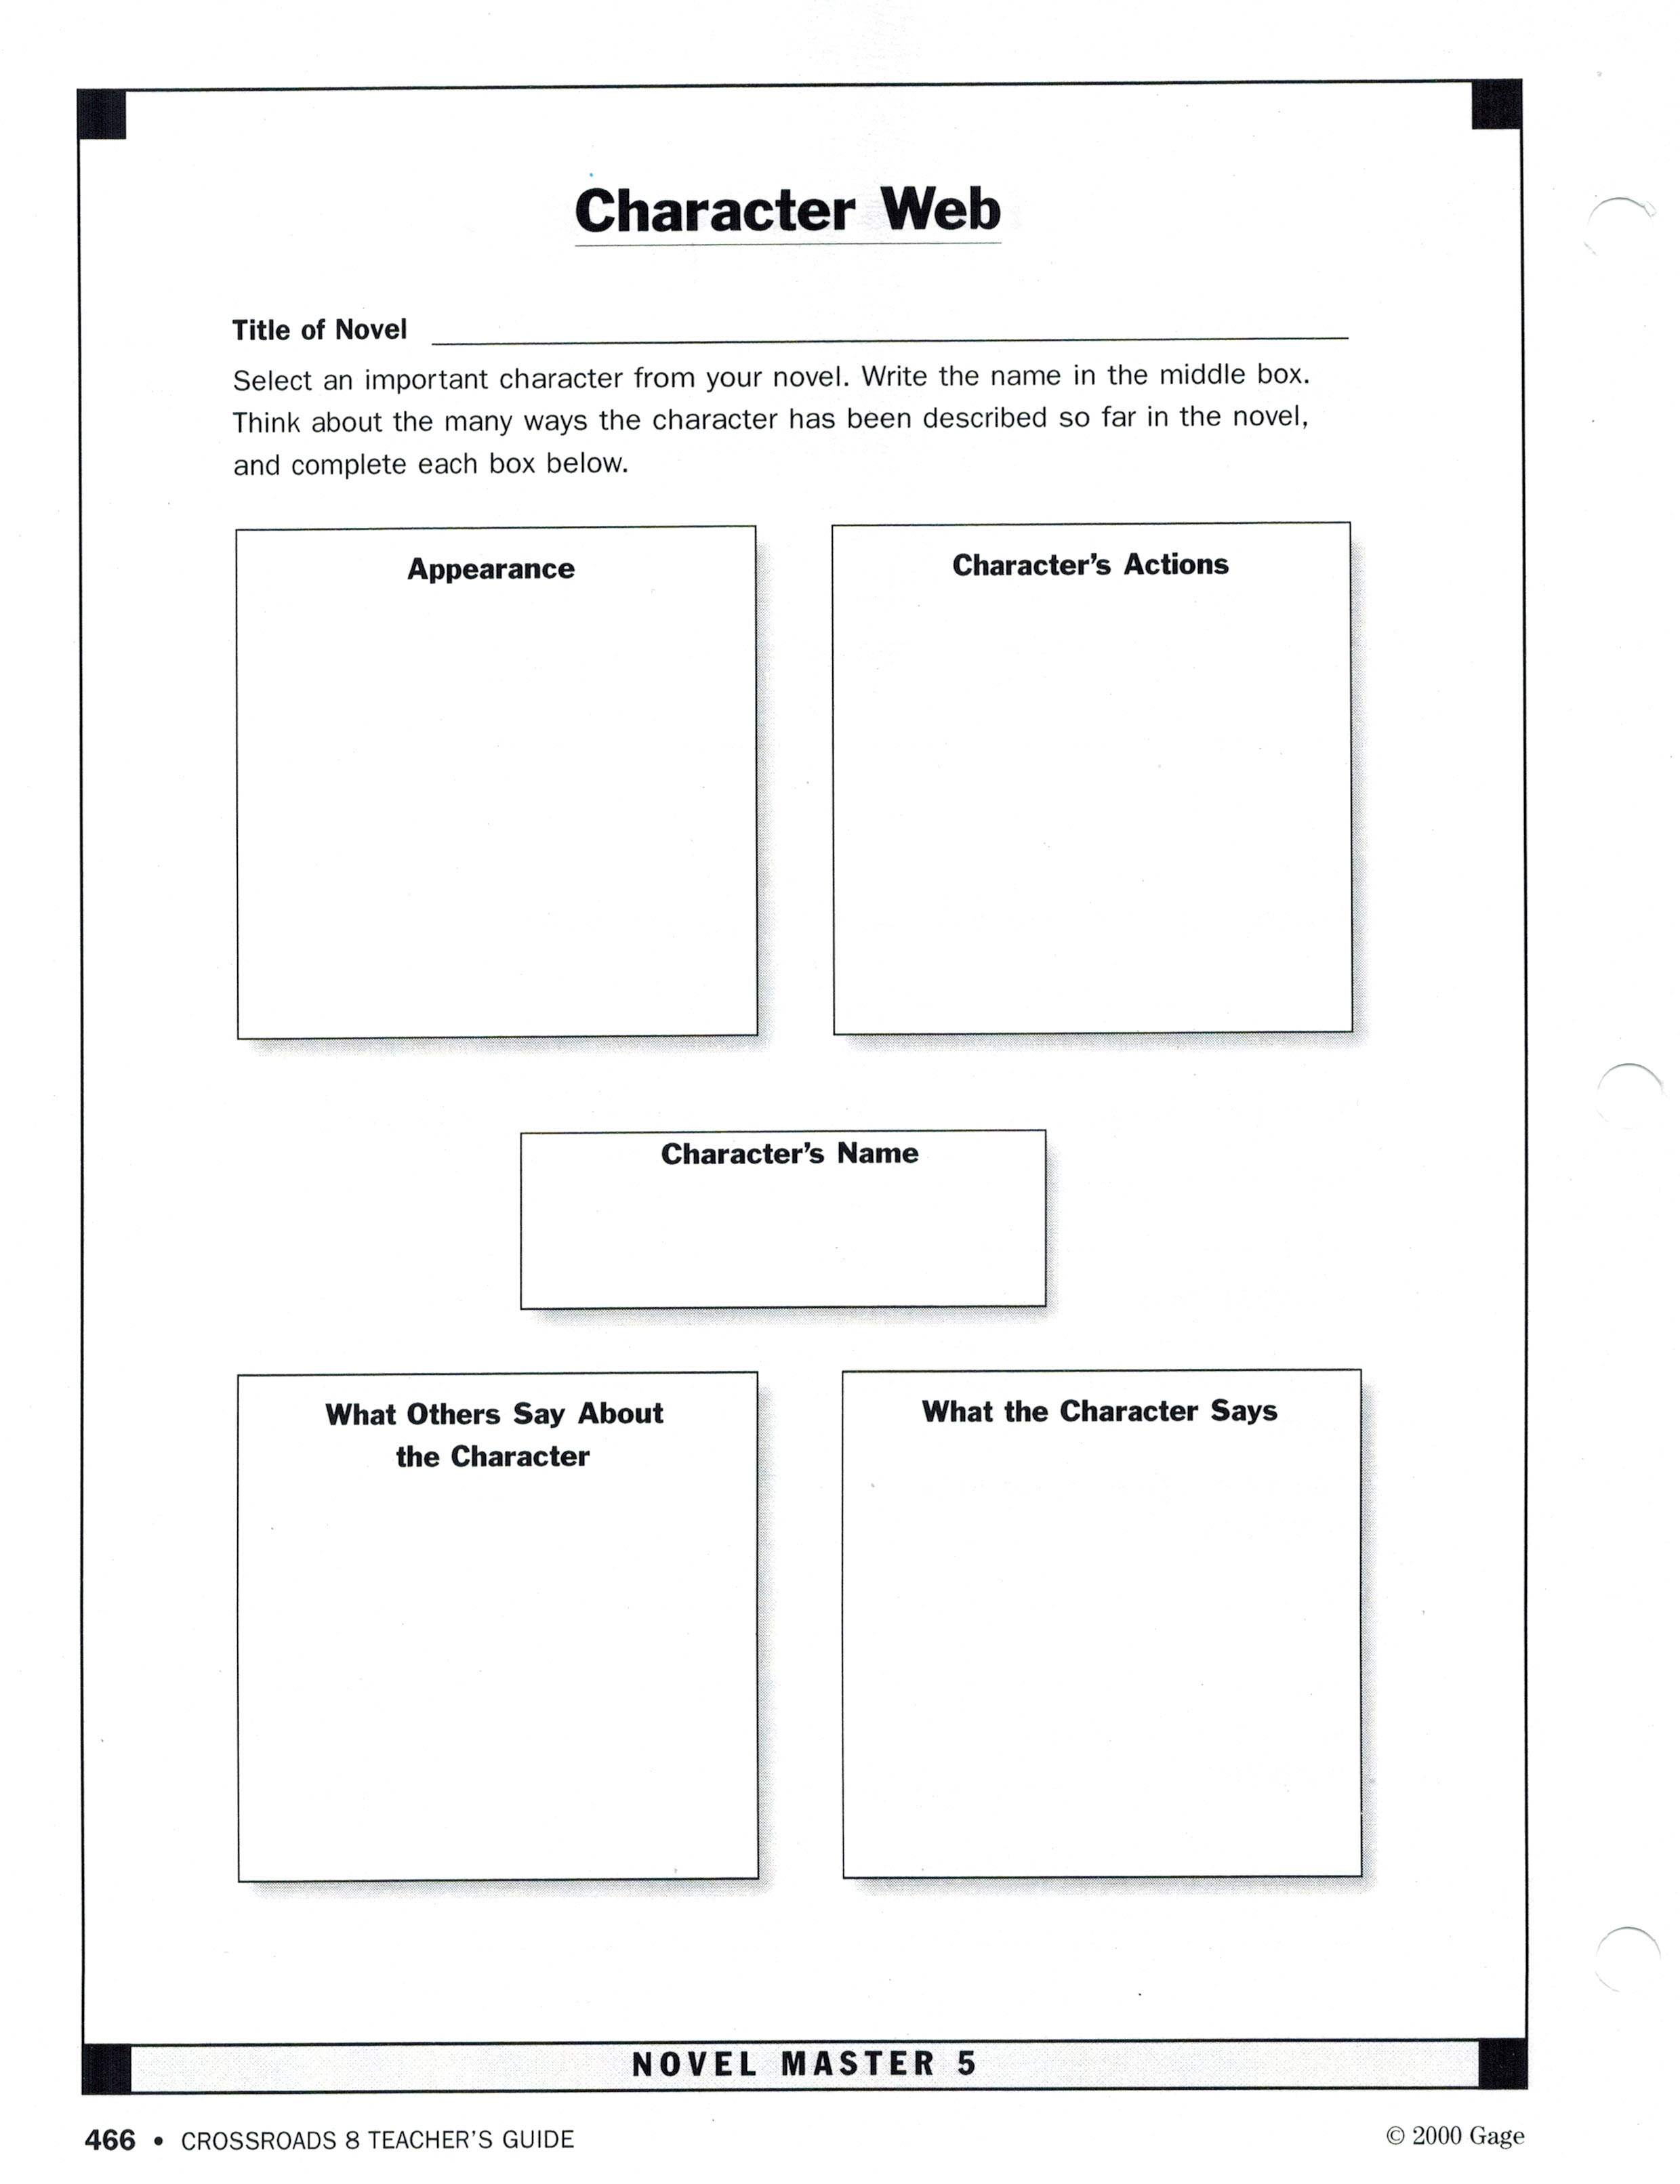 Character Web
Title of Novel
Select an important character from your novel. Write the name in the middle box.
Think about the many ways the character has been described so far in the novel,
and complete each box below.
Appearance
Character's Actions
Character's Name
What Others Say About
the Character
What the Character Says
NOVEL MASTER 5
466 • CROSSROADS 8 TEACHER'S GUIDE
© 2000 Gage